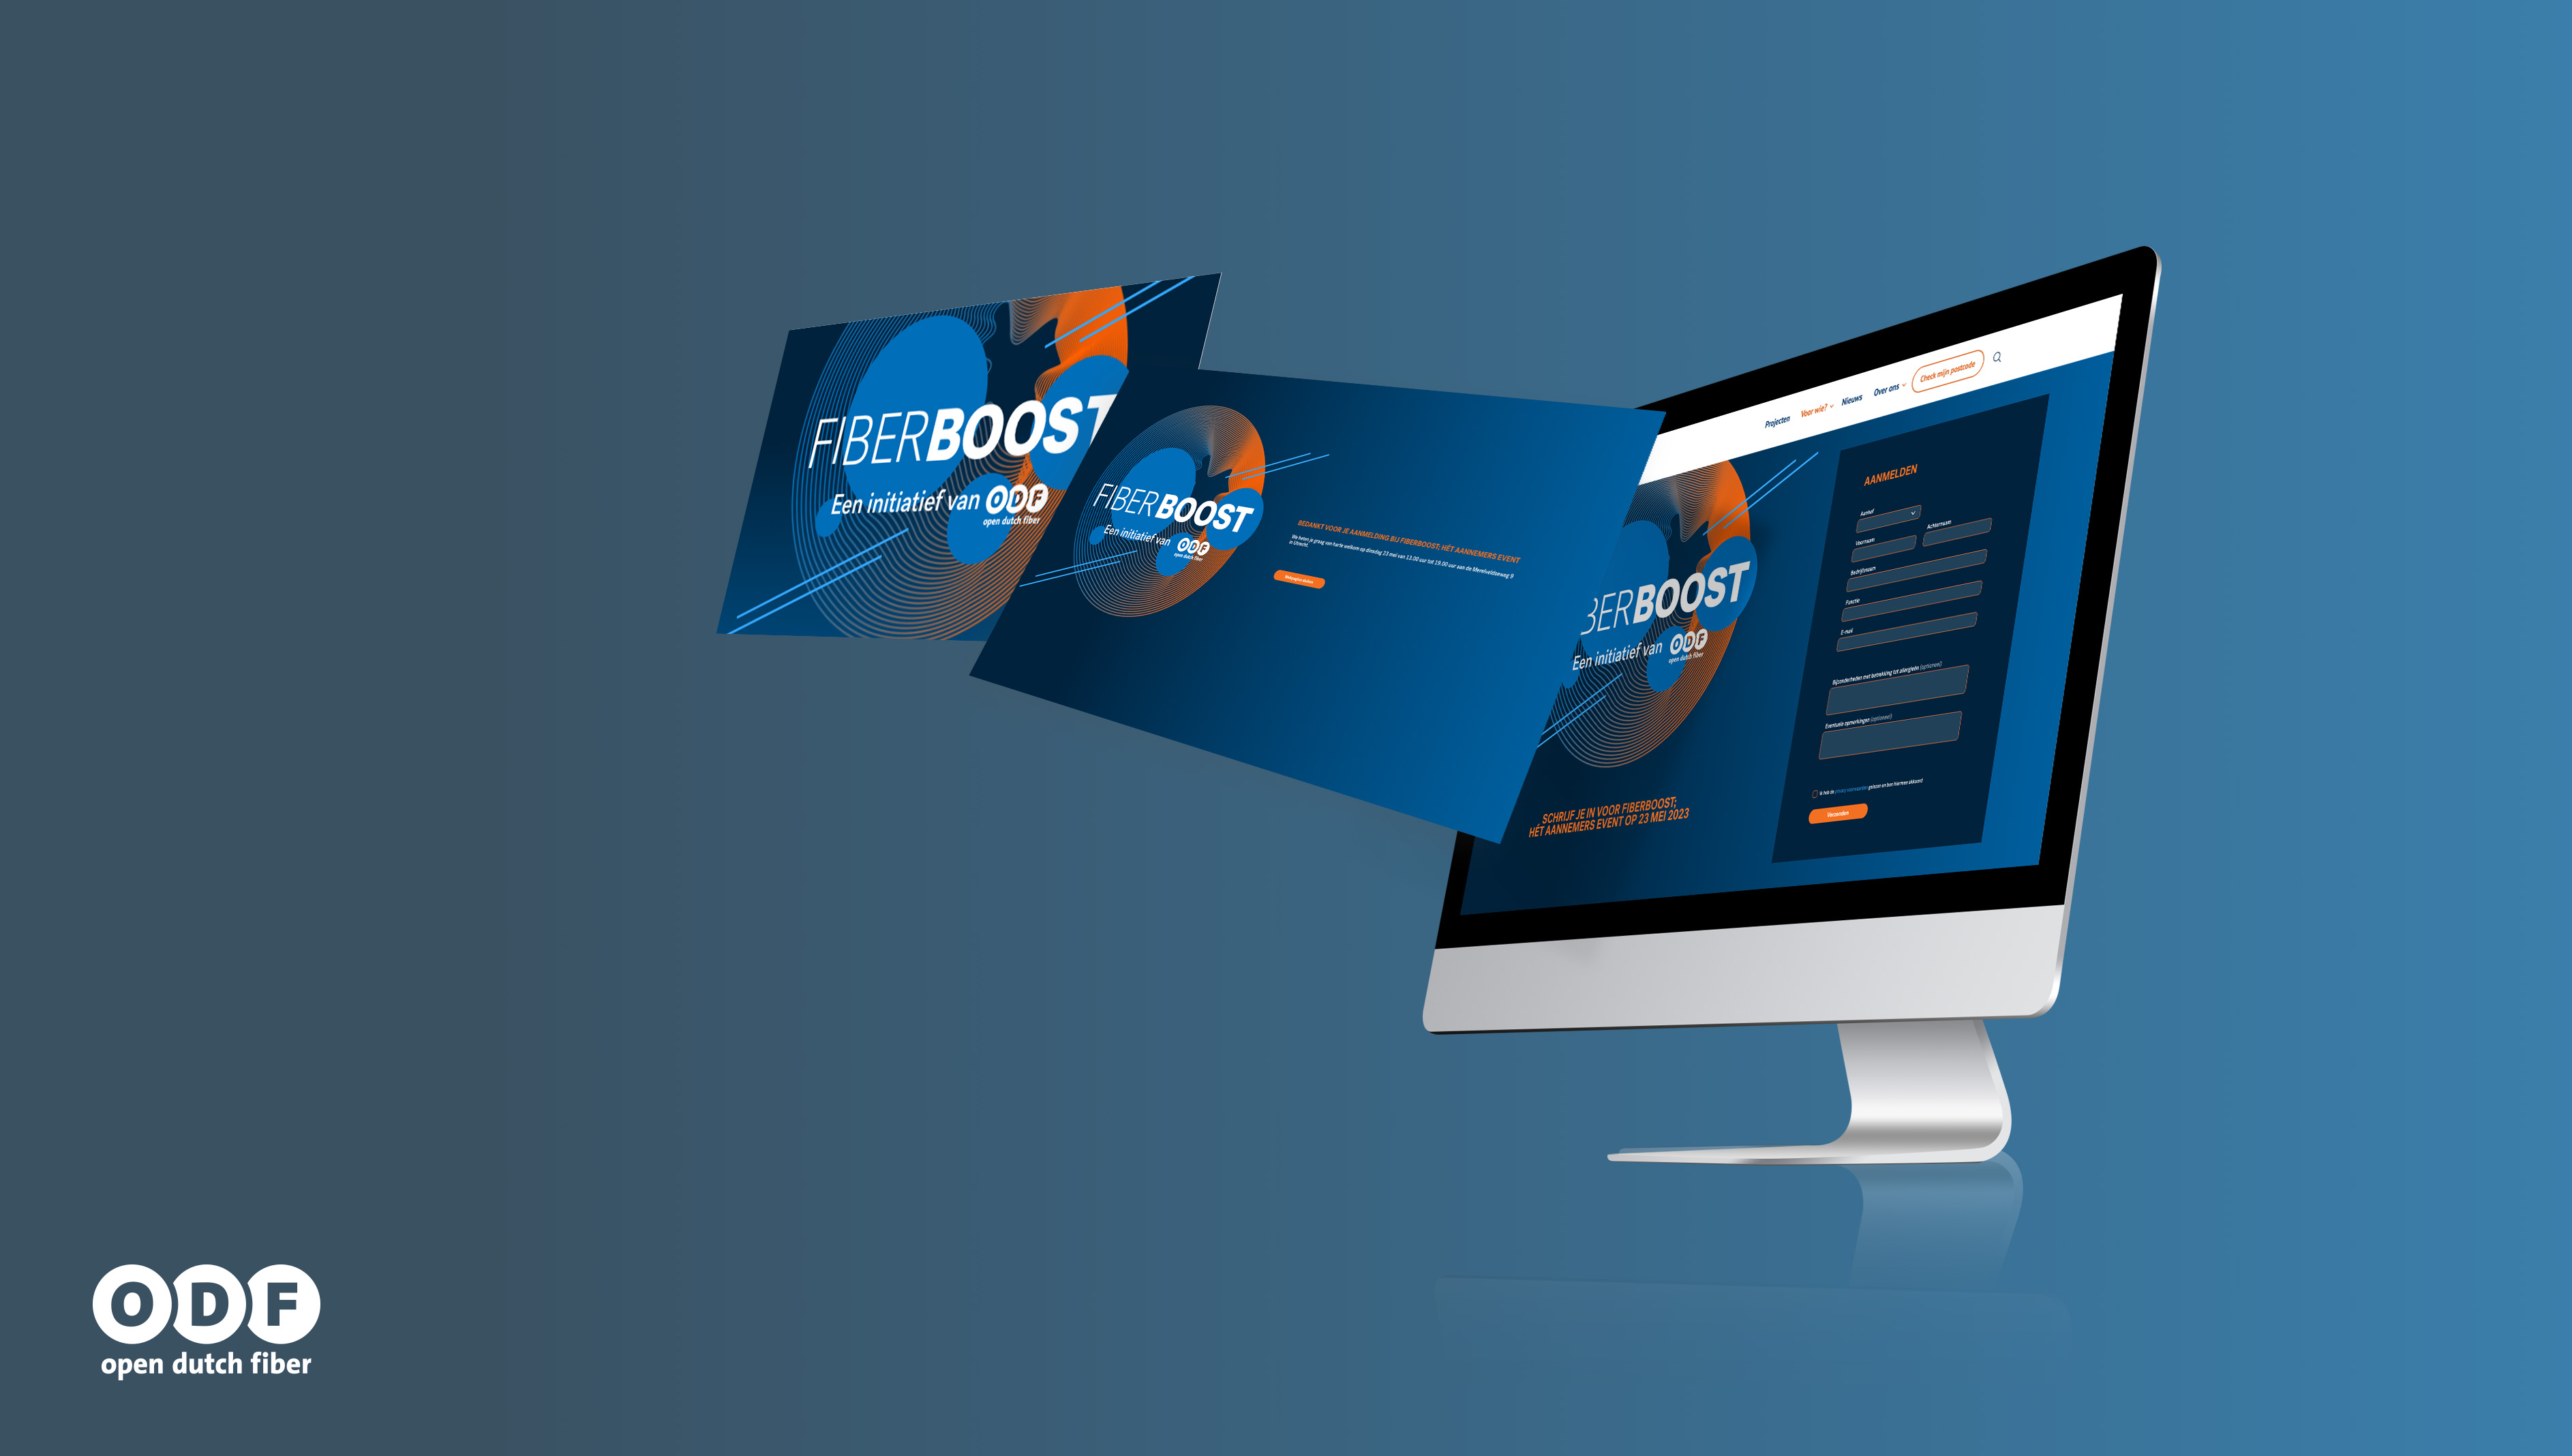 FIBERBOOST
Een initiatief van ODF
open dutch fiber
FIBERBOOST
Een initiatief van ODF
open dutch fiber
BEDANKT VOOR JE AANMELDING BIJ FIBERBOOST; HÉT AANNEMERS EVENT
We heten je graag van harte welkom op dinsdag 23 mei van 13.00 uur tot 19.00 uur aan de Merelveldseweg 9
in Utrecht.
Projecten Voor wie? Nieuws Over ons Check mijn postcode
BERBOOST
Een initiatief van ODF
open dutch fiber
SCHRIJF JE IN VOOR FIBERBOOST;
HÉT AANNEMERS EVENT OP 23 MEI 2023
AANMELDEN
Aanhef
Voornaam Achternaam
Bedrijfsnaam
Functie
E-mail
Bijzonderheden met betrekking tot allergieën (optioneel)
Eventuele opmerkingen (optioneel)
Ik heb de privacy voorwaarden gelezen en ben hiermee akkoord
Verzenden
ODF
open dutch fiber